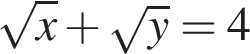 √x + √y = 4